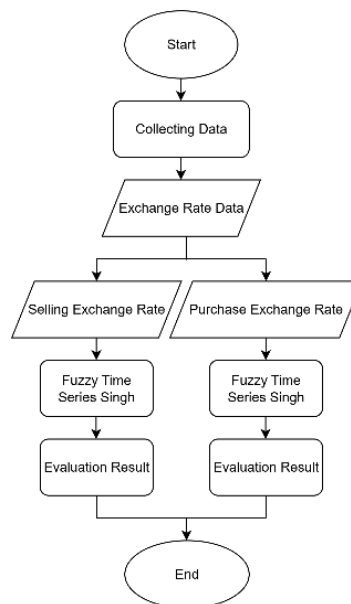 Start
Collecting Data
Exchange Rate Data
Selling Exchange Rate
Purchase Exchange Rate
Fuzzy Time
Series Singh
Fuzzy Time
Series Singh
Evaluation Result
Evaluation Result
End